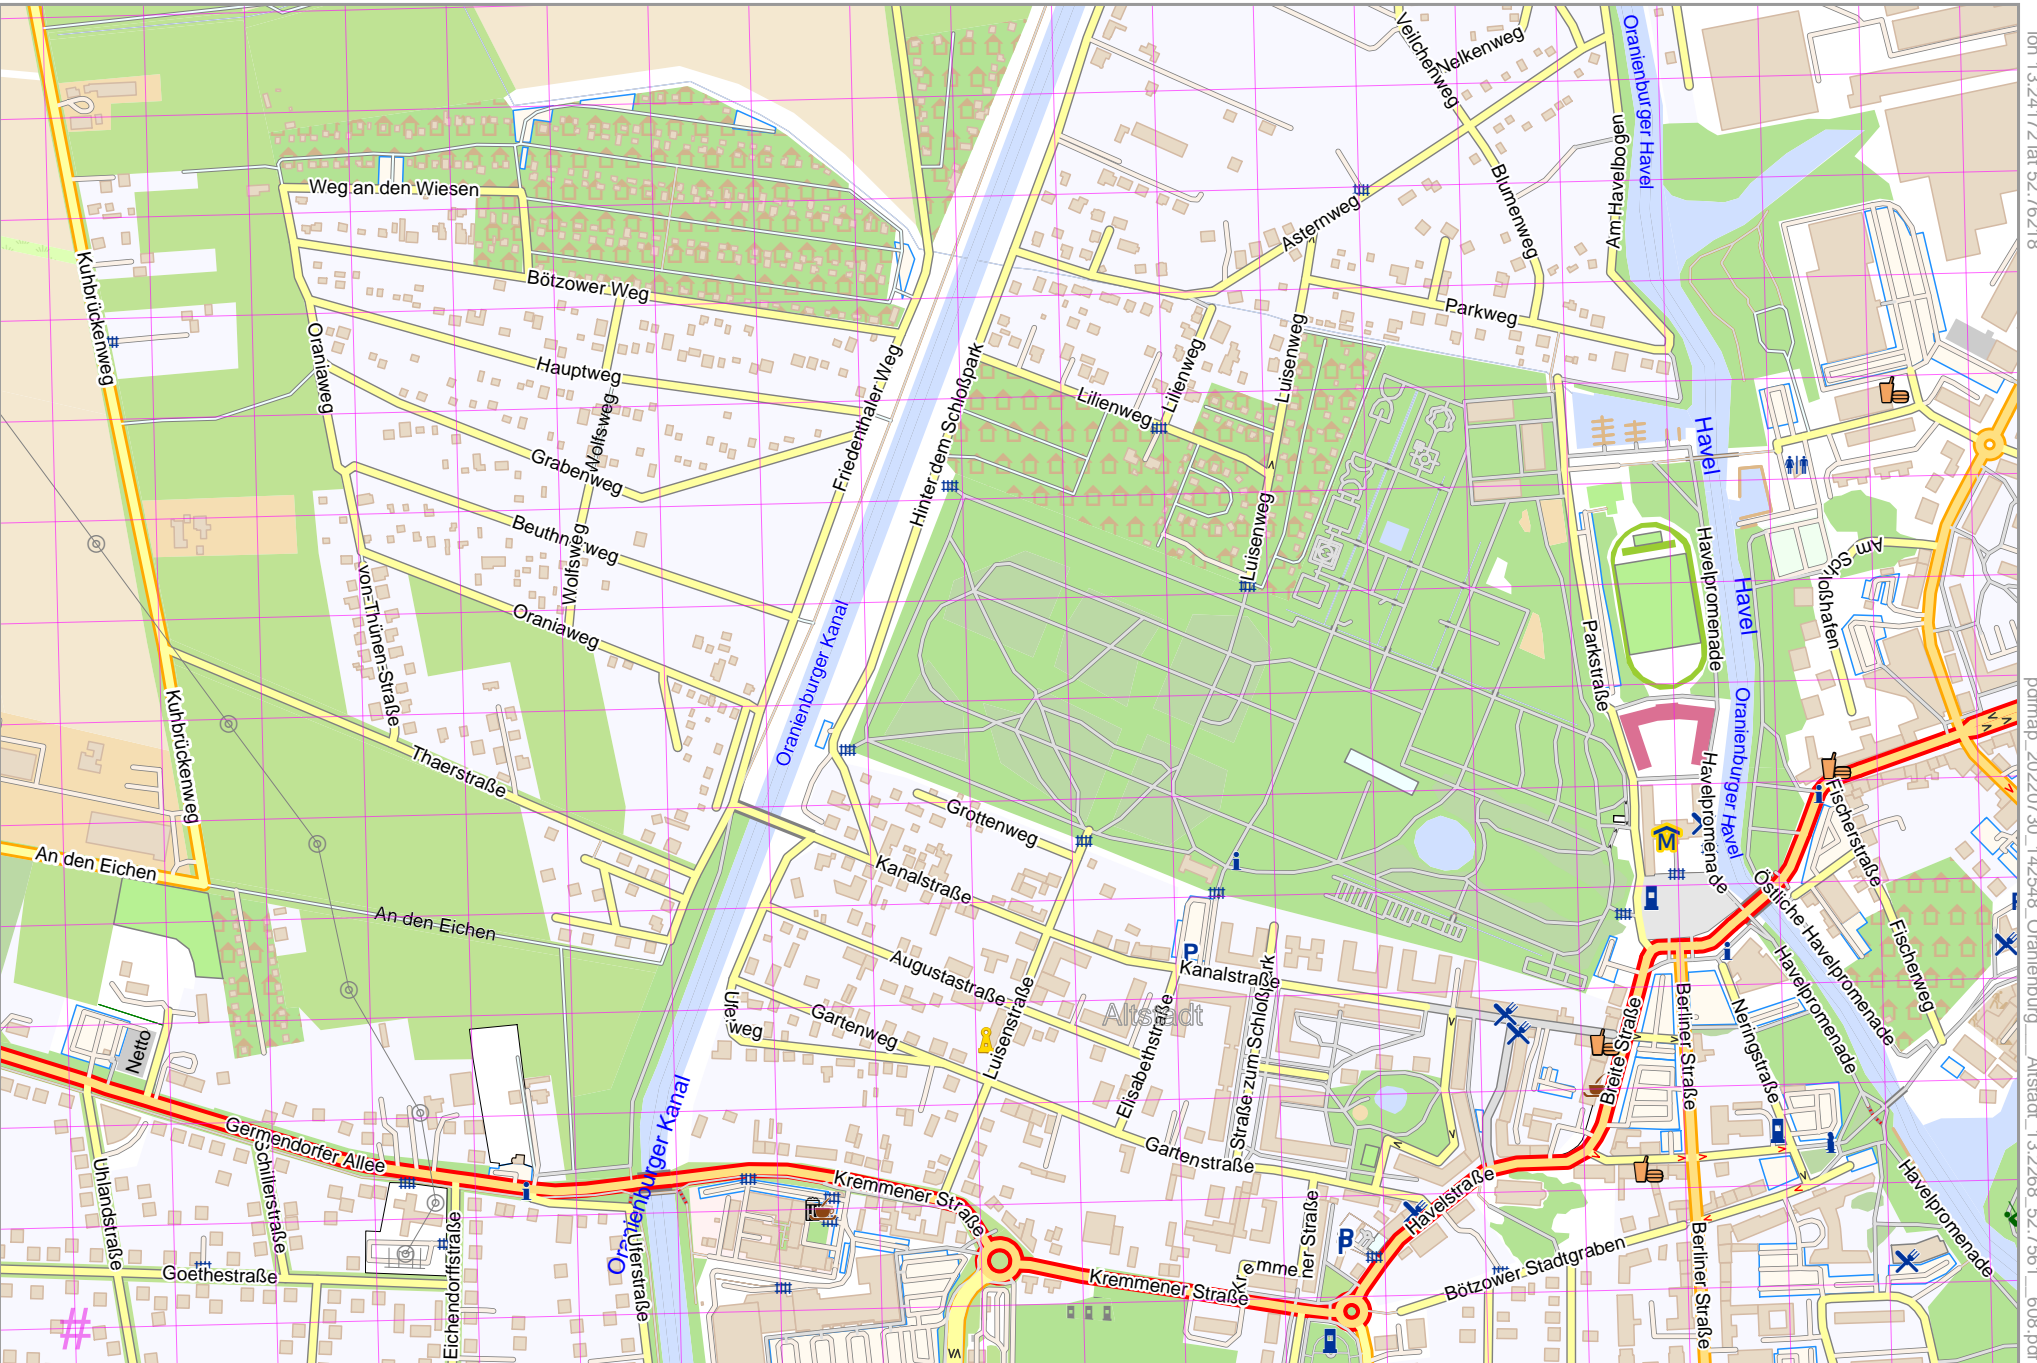 Veilchenweg
Nelkenweg
Oranienburger Havel
Am Havelbogen
Blumenweg
Asternweg
Weg an den Wiesen
Kuhbrückenweg
Bötzower Weg
Parkweg
Oraniaweg
Hauptweg
Friedenthaler Weg
Hinter dem Schloßpark
Lilienweg
Lilienweg
Luisenweg
Wolfsweg
Grabenweg
Havel
Luisenweg
Beuthnerweg
Wolfsweg
Havelpromenade
Am Schloßhafen
Havel
von-Thünen-Straße
Oraniaweg
Oranienburger Kanal
Parkstraße
Kuhbrückenweg
Oranienburger Havel
Thaerstraße
Havelpromenade
Grottenweg
Fischerstraße
An den Eichen
Kanalstraße
M
An den Eichen
Östliche Havelpromenade
Fischerweg
Augustastraße
P
Kanalstraße
Havelpromenade
Uferweg
Gartenweg
Luisenstraße
Altstadt
Elisabethstraße
Straße zum Schloßpark
Breite Straße
Berliner Straße
Neringstraße
Netto
Germendorfer Allee
Schillerstraße
Uhlandstraße
Oranienburger Kanal
Kremmener Straße
Gartenstraße
Havelstraße
Havelpromenade
Goethestraße
Eichendorffstraße
Uferstraße
Kremmener Straße
Kremmener Straße
P
Bötzower Stadtgraben
Berliner Straße
#